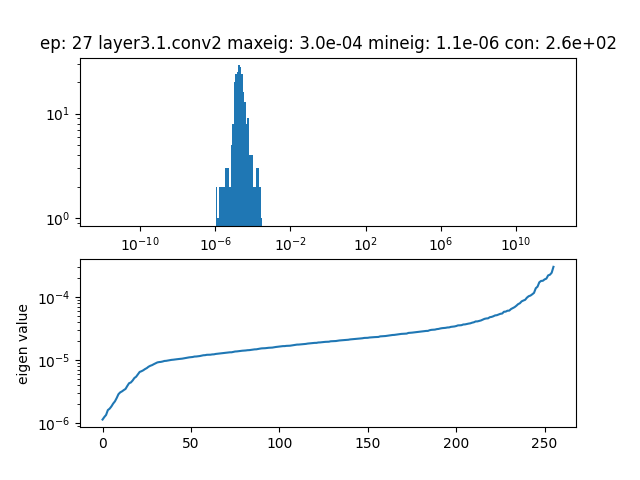 ep: 27 layer3.1.conv2 maxeig: 3.0e-04 mineig: 1.1e-06 con: 2.6e+02
10¹
10⁰
10⁻¹⁰ 10⁻⁶ 10⁻² 10² 10⁶ 10¹⁰
eigen value
10⁻⁴
10⁻⁵
10⁻⁶
0 50 100 150 200 250